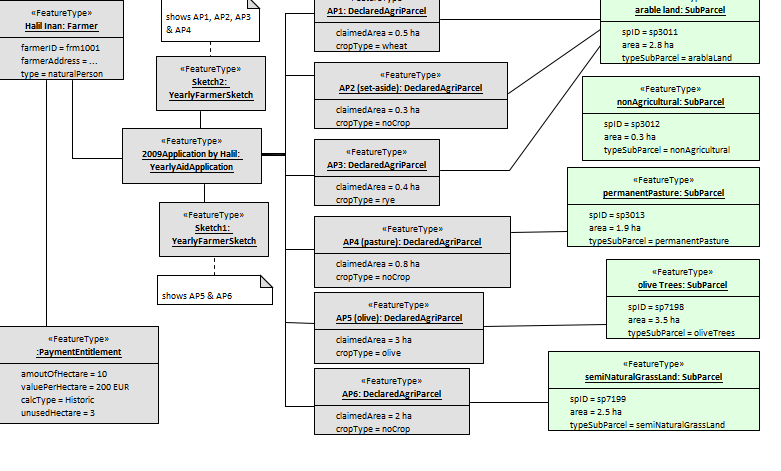 «FeatureType»
Halil Inan: Farmer
farmerID = frm1001
farmerAddress = ...
type = naturalPerson
shows AP1, AP2, AP3
& AP4
«FeatureType»
Sketch2:
YearlyFarmerSketch
«FeatureType»
2009Application by Halil:
YearlyAidApplication
«FeatureType»
Sketch1:
YearlyFarmerSketch
shows AP5 & AP6
«FeatureType»
:PaymentEntitlement
amoutOfHectare = 10
valuePerHectare = 200 EUR
calcType = Historic
unusedHectare = 3
AP1: DeclaredAgriParcel
claimedArea = 0.5 ha
cropType = wheat
«FeatureType»
AP2 (set-aside): DeclaredAgriParcel
claimedArea = 0.3 ha
cropType = noCrop
«FeatureType»
AP3: DeclaredAgriParcel
claimedArea = 0.4 ha
cropType = rye
«FeatureType»
AP4 (pasture): DeclaredAgriParcel
claimedArea = 0.8 ha
cropType = noCrop
«FeatureType»
AP5 (olive): DeclaredAgriParcel
claimedArea = 3 ha
cropType = olive
«FeatureType»
AP6: DeclaredAgriParcel
claimedArea = 2 ha
cropType = noCrop
arable land: SubParcel
spID = sp3011
area = 2.8 ha
typeSubParcel = arablaLand
«FeatureType»
nonAgricultural: SubParcel
spID = sp3012
area = 0.3 ha
typeSubParcel = nonAgricultural
«FeatureType»
permanentPasture: SubParcel
spID = sp3013
area = 1.9 ha
typeSubParcel = permanentPasture
«FeatureType»
olive Trees: SubParcel
spID = sp7198
area = 3.5 ha
typeSubParcel = oliveTrees
«FeatureType»
semiNaturalGrassLand: SubParcel
spID = sp7199
area = 2.5 ha
typeSubParcel = semiNaturalGrassLand